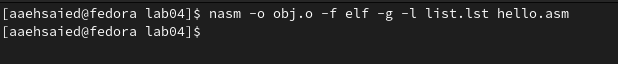 [aaehsaied@fedora lab04]$ nasm -o obj.o -f elf -g -l list.lst hello.asm
[aaehsaied@fedora lab04]$